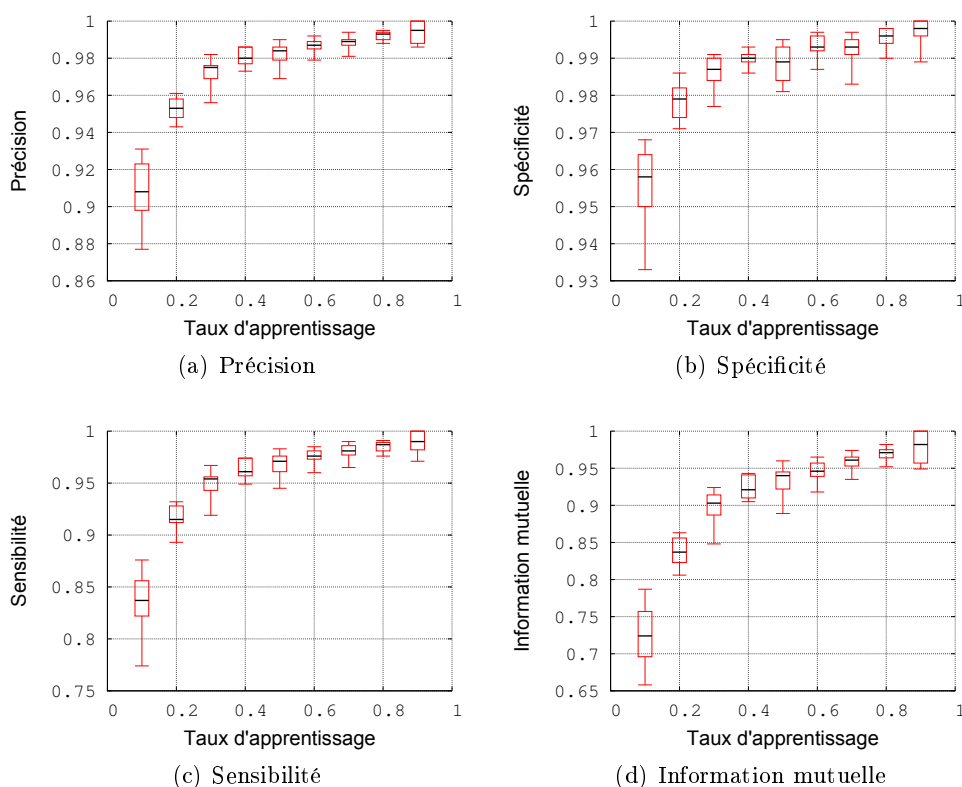 1
0.98
0.96
0.94
0.92
0.9
0.88
0.86
Précision
0 0.2 0.4 0.6 0.8 1
Taux d'apprentissage
(a) Précision
1
0.99
0.98
0.97
0.96
0.95
0.94
0.93
Spécificité
0 0.2 0.4 0.6 0.8 1
Taux d'apprentissage
(b) Spécificité
1
0.95
0.9
0.85
0.8
0.75
Sensibilité
0 0.2 0.4 0.6 0.8 1
Taux d'apprentissage
(c) Sensibilité
1
0.95
0.9
0.85
0.8
0.75
0.7
0.65
Information mutuelle
0 0.2 0.4 0.6 0.8 1
Taux d'apprentissage
(d) Information mutuelle